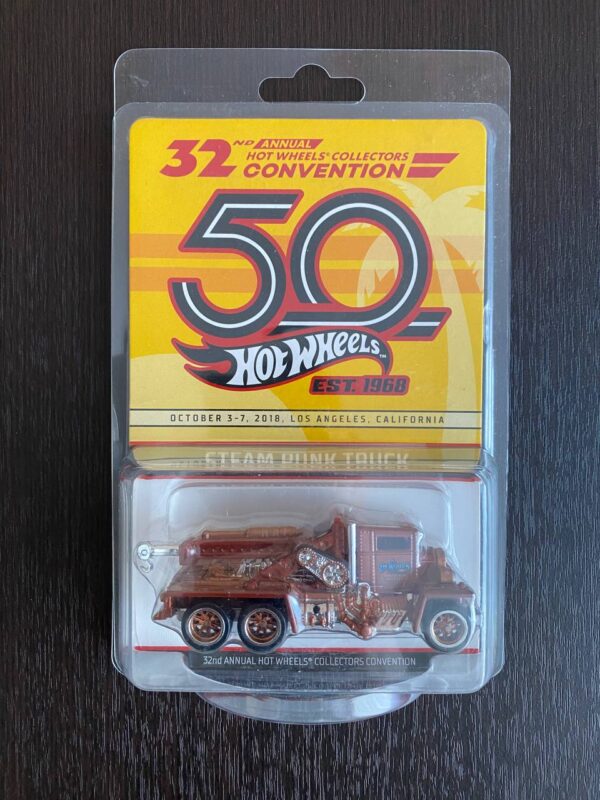 32ND ANNUAL
HOT WHEELS® COLLECTORS
CONVENTION
50
HOT WHEELS™
EST. 1968
OCTOBER 3-7, 2018, LOS ANGELES, CALIFORNIA
STEAM PUNK TRUCK
32nd ANNUAL HOT WHEELS® COLLECTORS CONVENTION